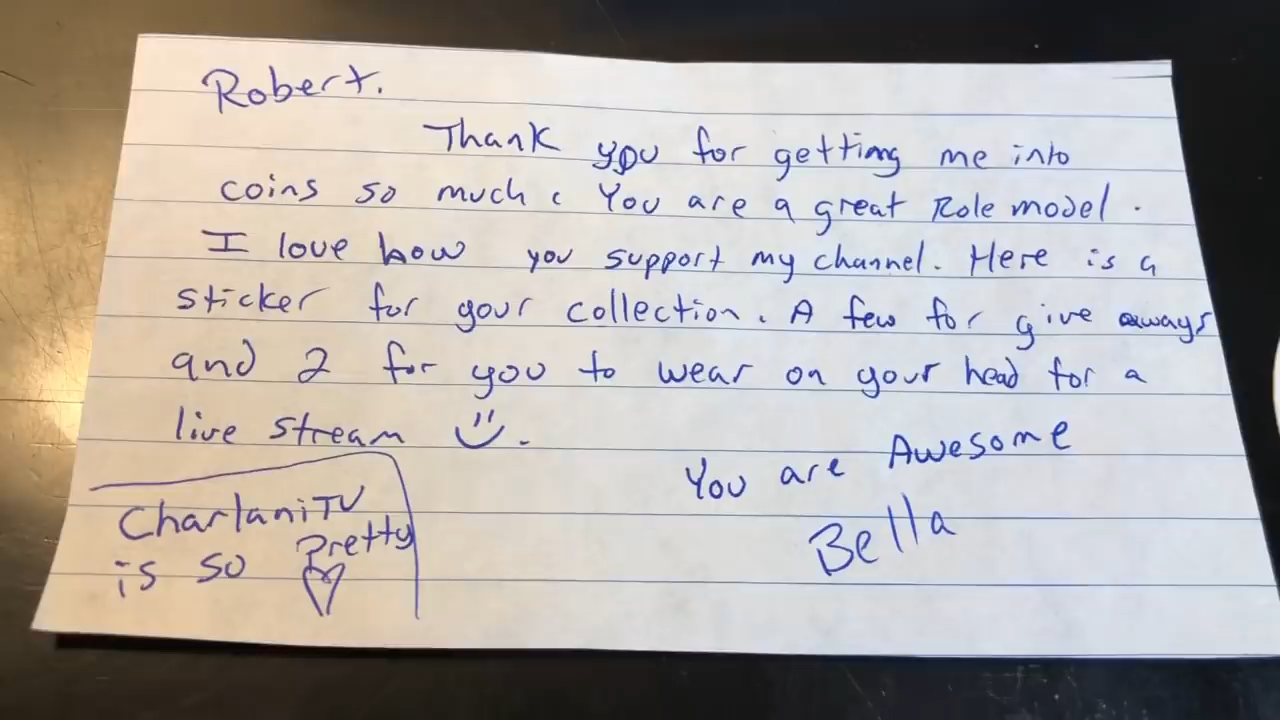 Robert.
Thank you for getting me into
coins so much. You are a great Role model.
I love how you support my channel. Here is a
sticker for your collection. A few for give aways
and 2 for you to wear on your head for a
live stream ☺.
You are Awesome
Bella
CharlaniTV
is so Pretty
♡